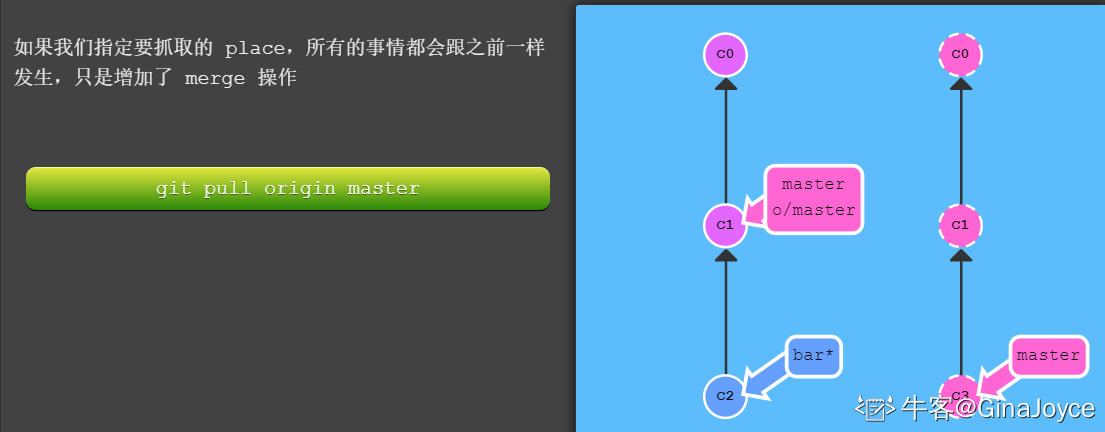 如果我们指定要抓取的 place，所有的事情都会跟之前一样
发生，只是增加了 merge 操作
git pull origin master
c0
c0
master
o/master
c1
c1
bar*
master
c2
c3
牛客@GinaJoyce